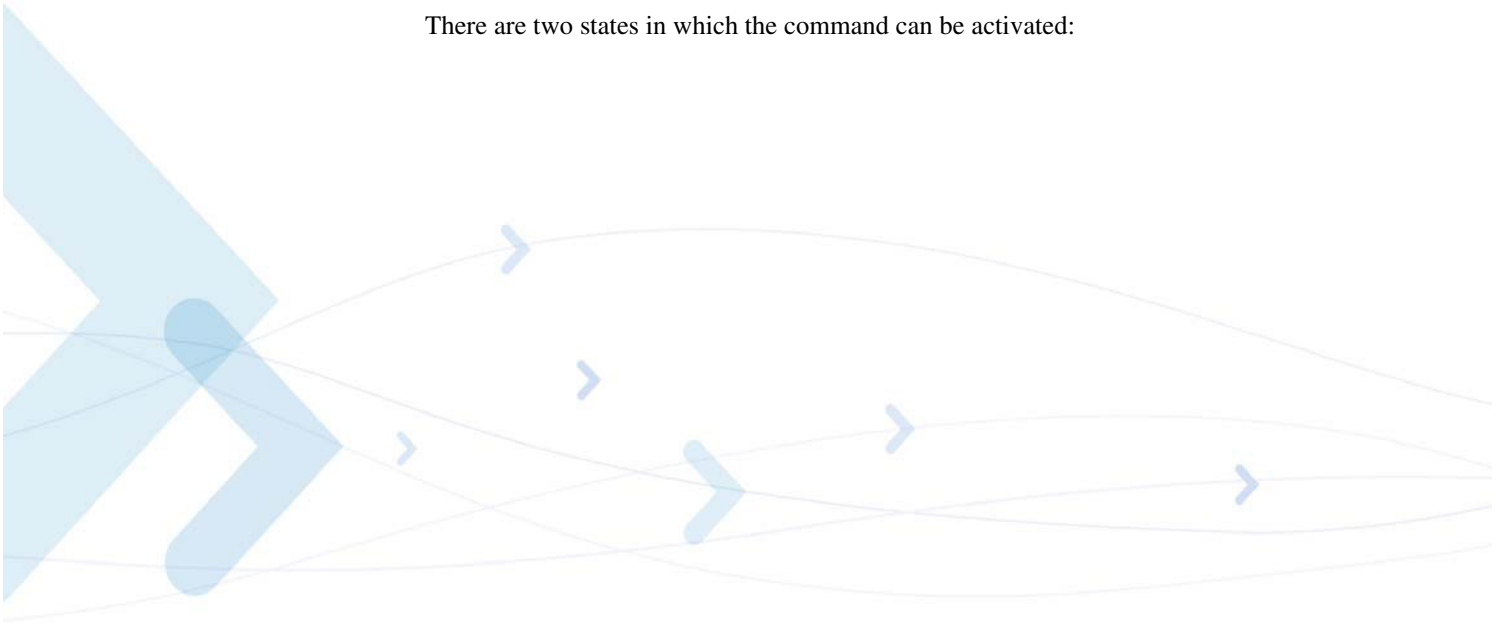 There are two states in which the command can be activated: